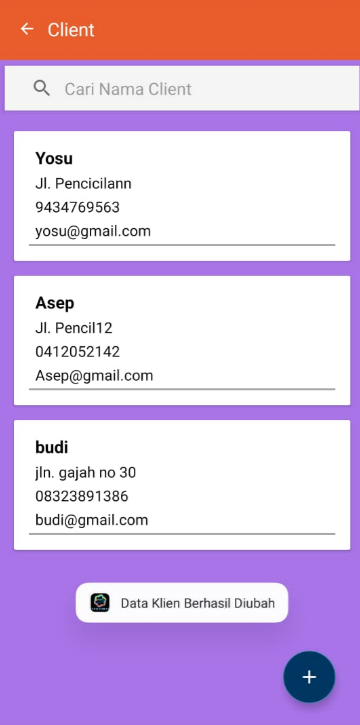 Client
Cari Nama Client
Yosu
Jl. Pencicilann
9434769563
yosu@gmail.com
Asep
Jl. Pencil12
0412052142
Asep@gmail.com
budi
jln. gajah no 30
08323891386
budi@gmail.com
Data Klien Berhasil Diubah